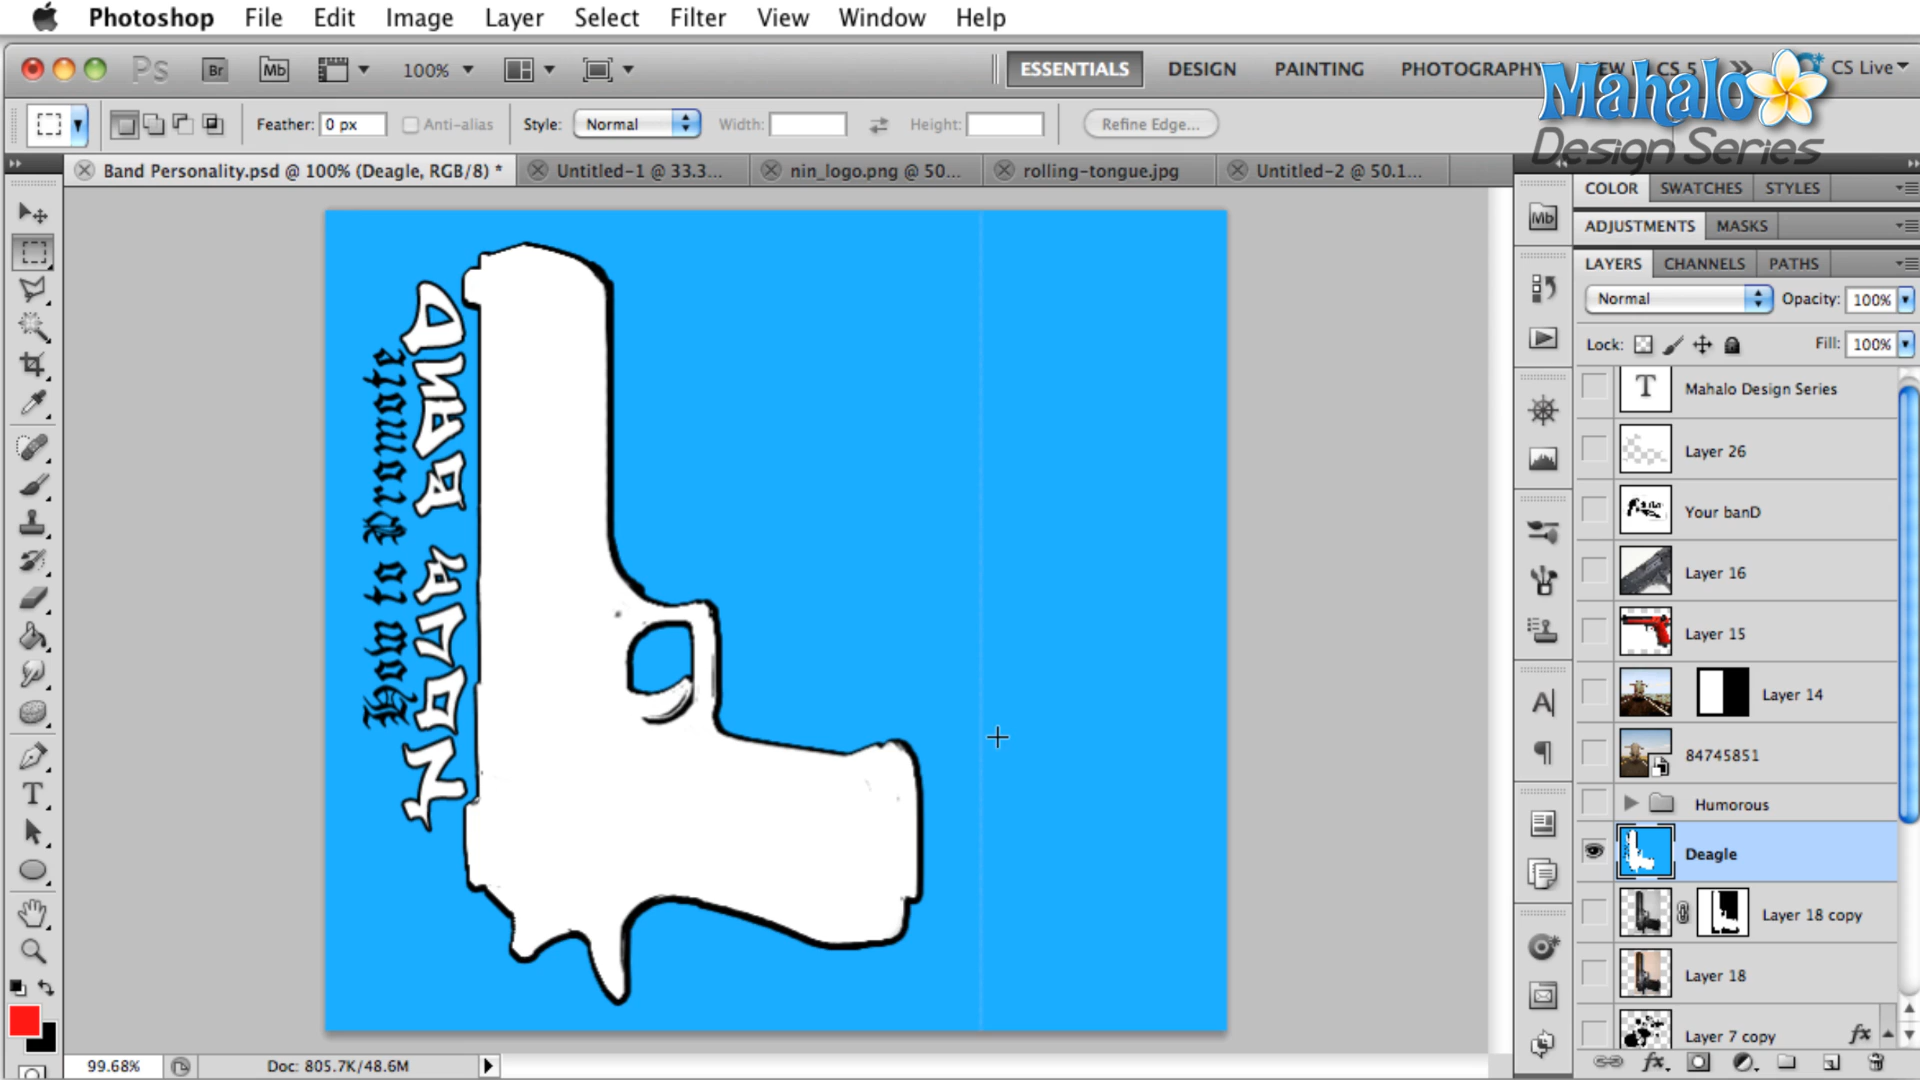 Photoshop File Edit Image Layer Select Filter View Window Help
Ps Br Mb 100% ESSENTIALS DESIGN PAINTING PHOTOGRAPHY CS 5 CS Live
Mahalo
Design Series
Feather: 0 px Anti-alias Style: Normal Width: Height: Refine Edge...
Band Personality.psd @ 100% (Deagle, RGB/8) * Untitled-1 @ 33.3... nin_logo.png @ 50... rolling-tongue.jpg Untitled-2 @ 50.1...
COLOR SWATCHES STYLES
Mb
ADJUSTMENTS MASKS
LAYERS CHANNELS PATHS
Normal Opacity: 100%
Lock: Fill: 100%
T Mahalo Design Series
Layer 26
Your banD
Layer 16
Layer 15
Layer 14
84745851
Humorous
Deagle
Layer 18 copy
Layer 18
Layer 7 copy fx
How to Promote
Your banD
99.68% Doc: 805.7K/48.6M
fx